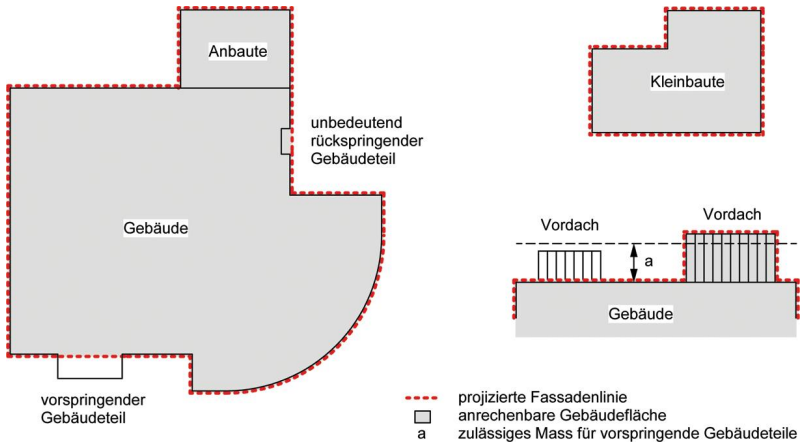 Anbaute
unbedeutend
rückspringender
Gebäudeteil
Gebäude
vorspringender
Gebäudeteil
Kleinbaute
Vordach
Vordach
a
Gebäude
projizierte Fassadenlinie
anrechenbare Gebäudefläche
a zulässiges Mass für vorspringende Gebäudeteile